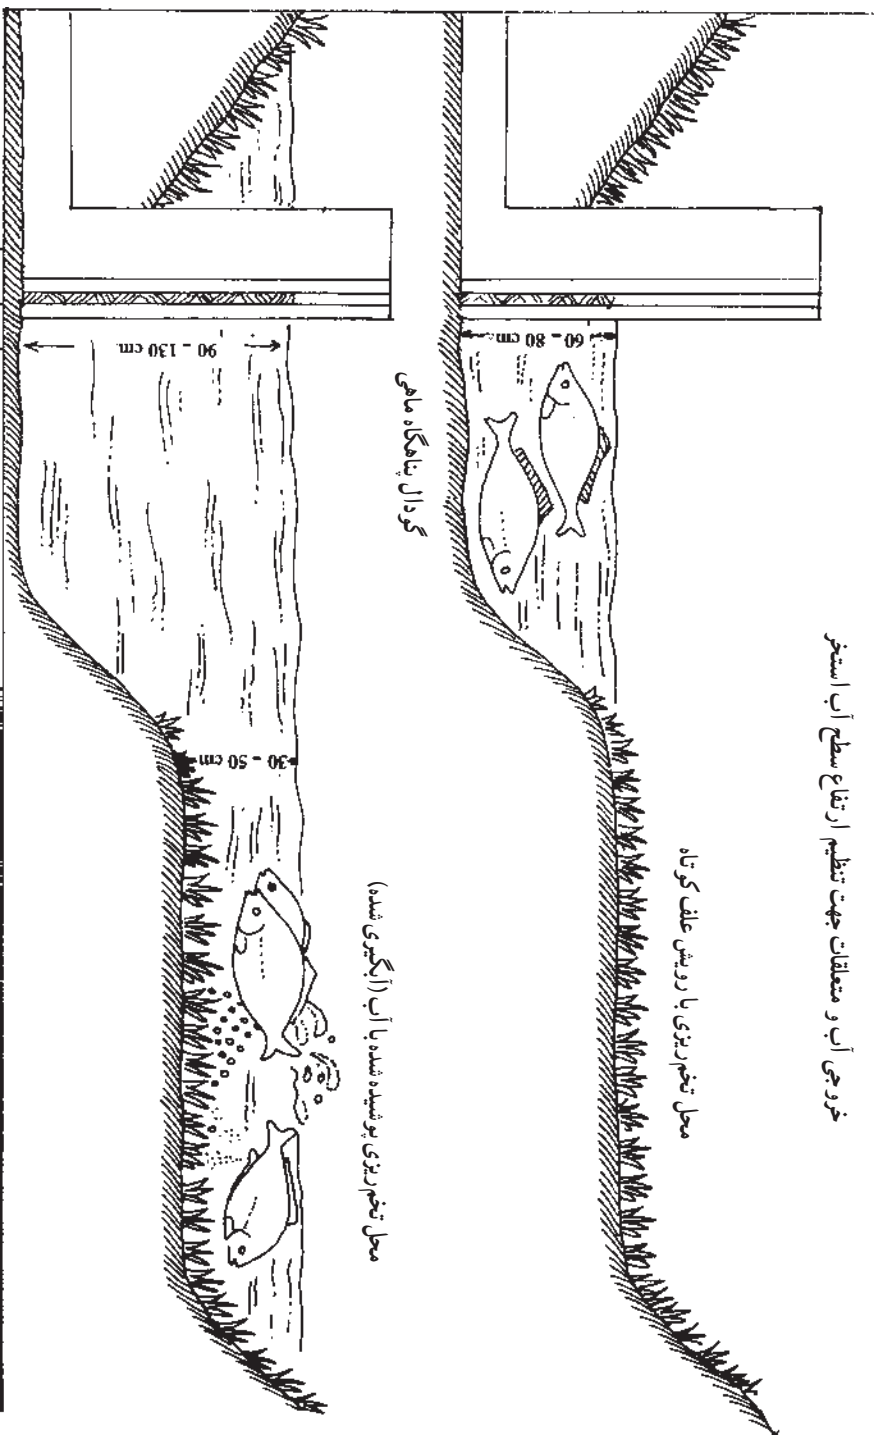 خروجی آب و متعلقات جهت تنظیم ارتفاع سطح آب استخر
60 - 80 cm
محل تخم‌ریزی با رویش علف کوتاه
گودال پناهگاه ماهی
90 - 130 cm
30 - 50 cm
محل تخم‌ریزی پوشیده شده با آب (آبگیری شده)